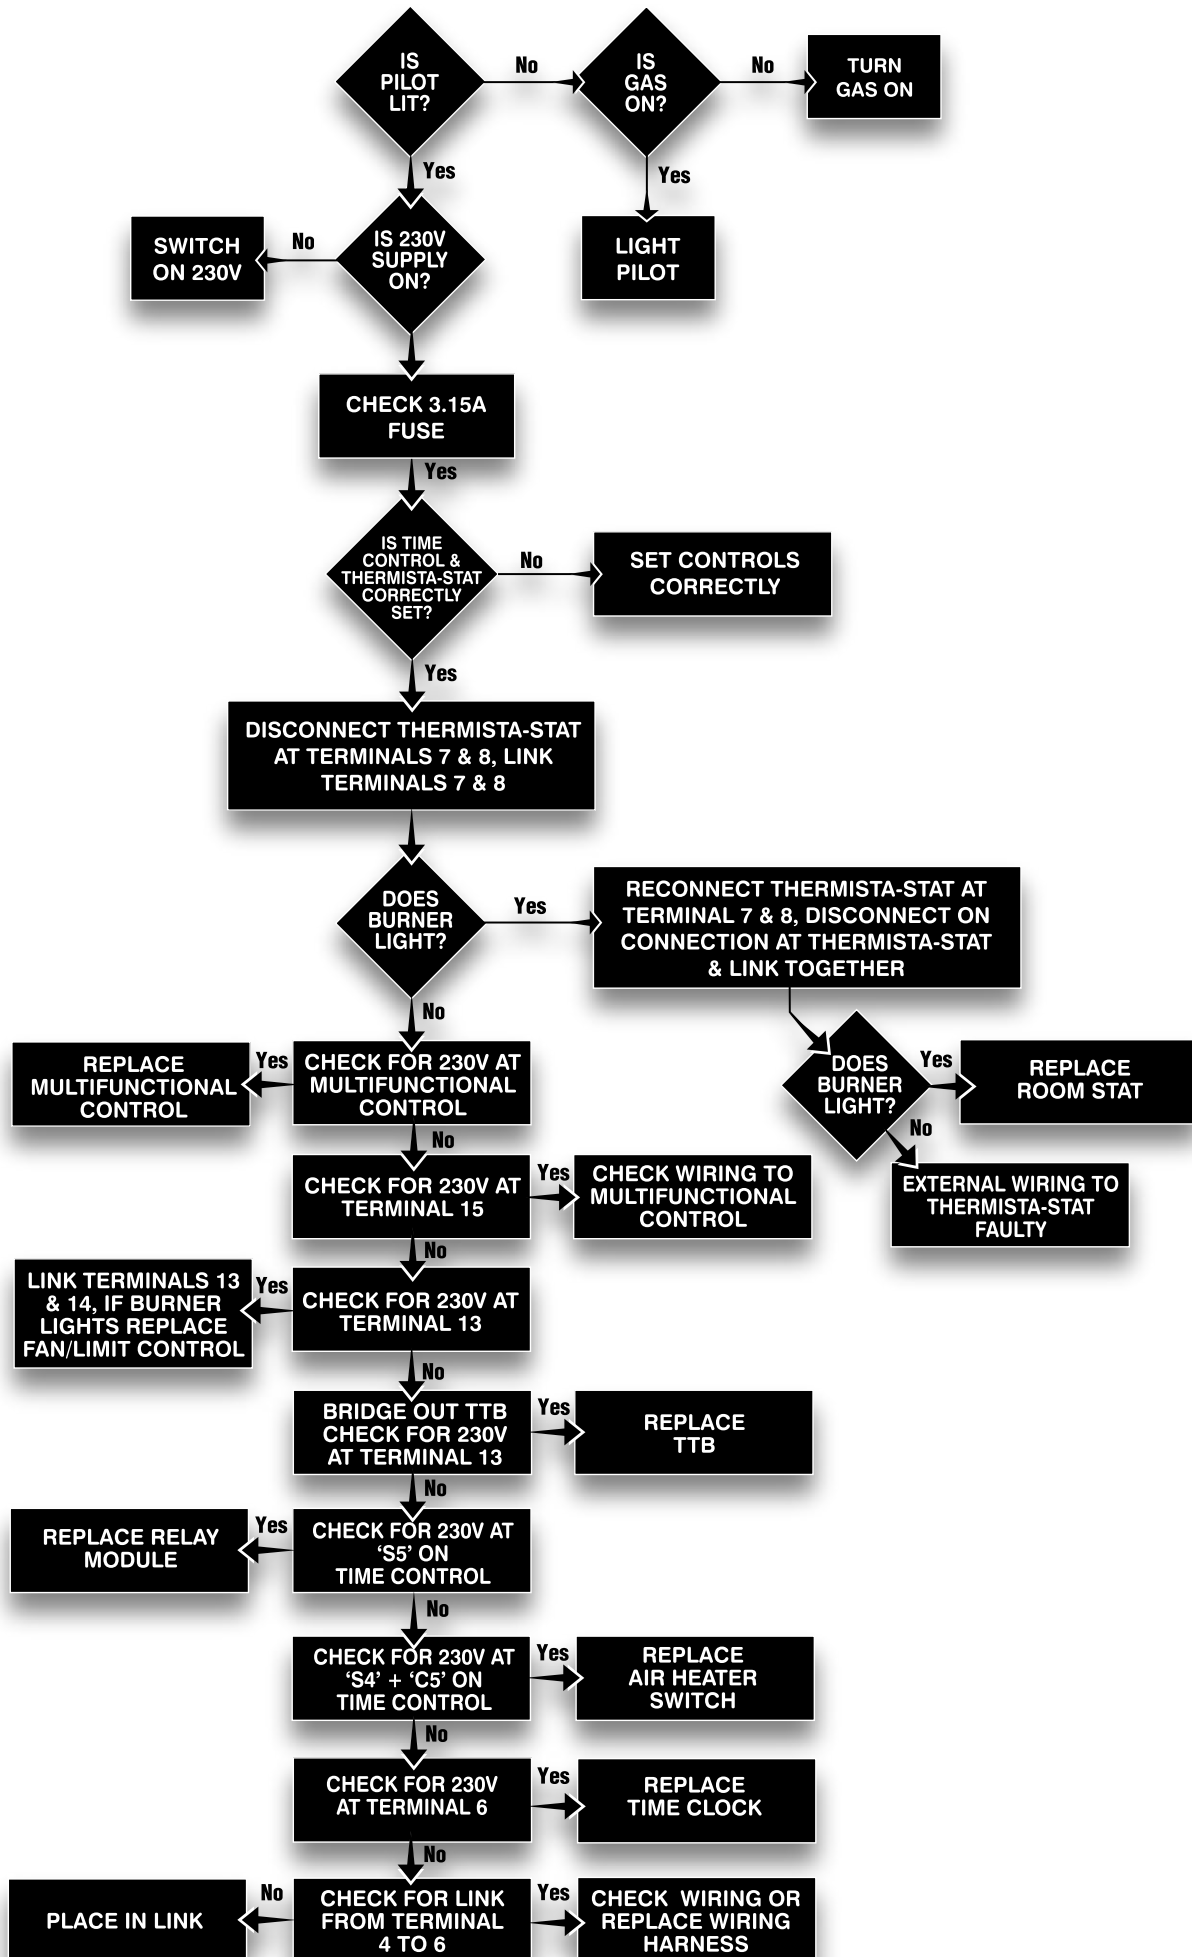 IS
PILOT
LIT?
No
IS
GAS
ON?
No
TURN
GAS ON
Yes
Yes
SWITCH
ON 230V
No
IS 230V
SUPPLY
ON?
LIGHT
PILOT
CHECK 3.15A
FUSE
Yes
IS TIME
CONTROL &
THERMISTA-STAT
CORRECTLY
SET?
No
SET CONTROLS
CORRECTLY
Yes
DISCONNECT THERMISTA-STAT
AT TERMINALS 7 & 8, LINK
TERMINALS 7 & 8
DOES
BURNER
LIGHT?
Yes
RECONNECT THERMISTA-STAT AT
TERMINAL 7 & 8, DISCONNECT ON
CONNECTION AT THERMISTA-STAT
& LINK TOGETHER
No
DOES
BURNER
LIGHT?
Yes
REPLACE
ROOM STAT
No
EXTERNAL WIRING TO
THERMISTA-STAT
FAULTY
REPLACE
MULTIFUNCTIONAL
CONTROL
Yes
CHECK FOR 230V AT
MULTIFUNCTIONAL
CONTROL
No
CHECK FOR 230V AT
TERMINAL 15
Yes
CHECK WIRING TO
MULTIFUNCTIONAL
CONTROL
No
LINK TERMINALS 13
& 14, IF BURNER
LIGHTS REPLACE
FAN/LIMIT CONTROL
Yes
CHECK FOR 230V AT
TERMINAL 13
No
BRIDGE OUT TTB
CHECK FOR 230V
AT TERMINAL 13
Yes
REPLACE
TTB
No
REPLACE RELAY
MODULE
Yes
CHECK FOR 230V AT
‘S5’ ON
TIME CONTROL
No
CHECK FOR 230V AT
‘S4’ + ‘C5’ ON
TIME CONTROL
Yes
REPLACE
AIR HEATER
SWITCH
No
CHECK FOR 230V
AT TERMINAL 6
Yes
REPLACE
TIME CLOCK
No
PLACE IN LINK
No
CHECK FOR LINK
FROM TERMINAL
4 TO 6
Yes
CHECK WIRING OR
REPLACE WIRING
HARNESS